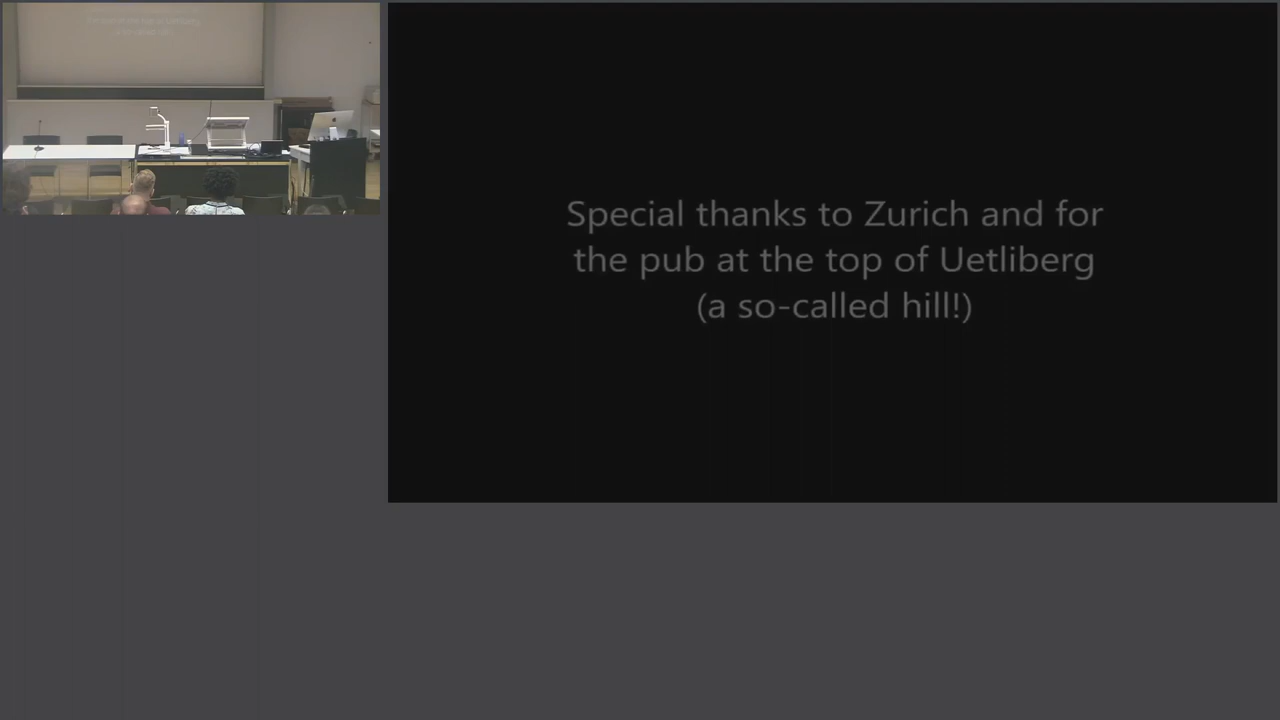 Special thanks to Zurich and for
the pub at the top of Uetliberg
(a so-called hill!)